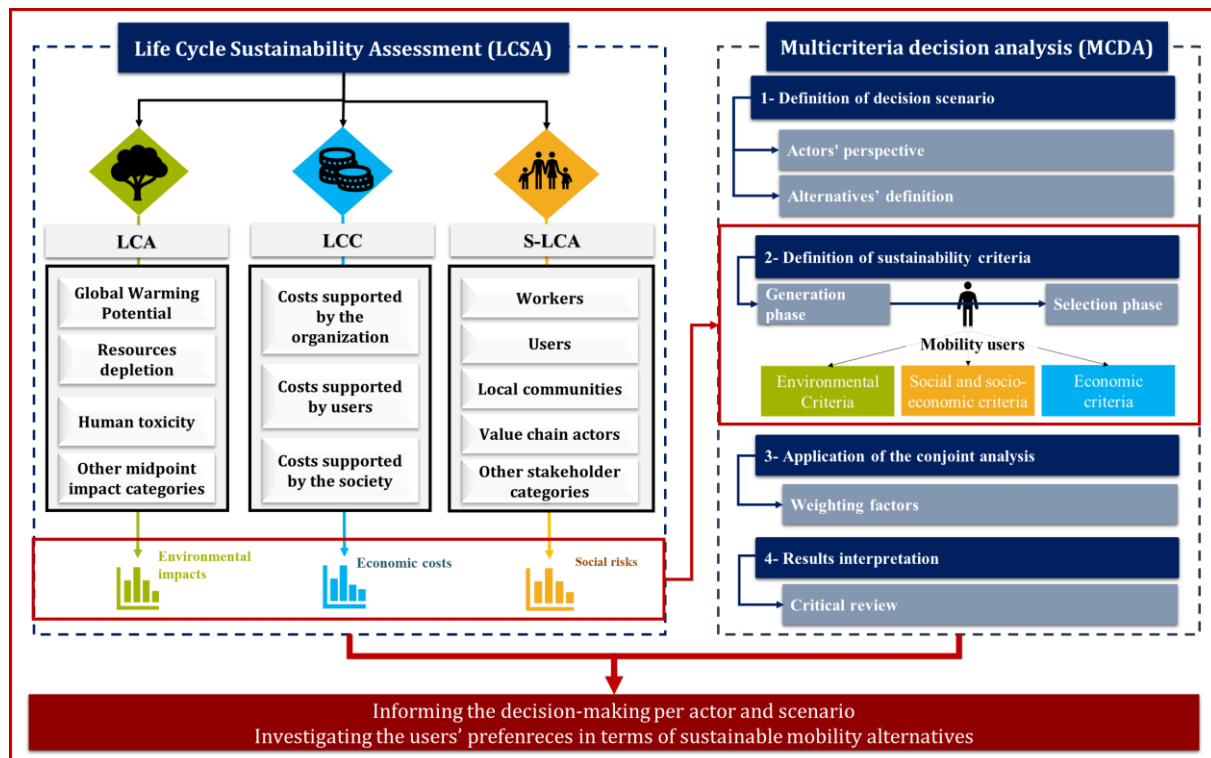 Life Cycle Sustainability Assessment (LCSA)
LCA
Global Warming
Potential
Resources
depletion
Human toxicity
Other midpoint
impact categories
Environmental
impacts
LCC
Costs supported
by the
organization
Costs supported
by users
Costs supported
by the society
Economic costs
S-LCA
Workers
Users
Local communities
Value chain actors
Other stakeholder
categories
Social risks
Multicriteria decision analysis (MCDA)
1- Definition of decision scenario
Actors' perspective
Alternatives’ definition
2- Definition of sustainability criteria
Generation
phase
Selection phase
Mobility users
Environmental
Criteria
Social and socio-
economic criteria
Economic
criteria
3- Application of the conjoint analysis
Weighting factors
4- Results interpretation
Critical review
Informing the decision-making per actor and scenario
Investigating the users’ prefenreces in terms of sustainable mobility alternatives